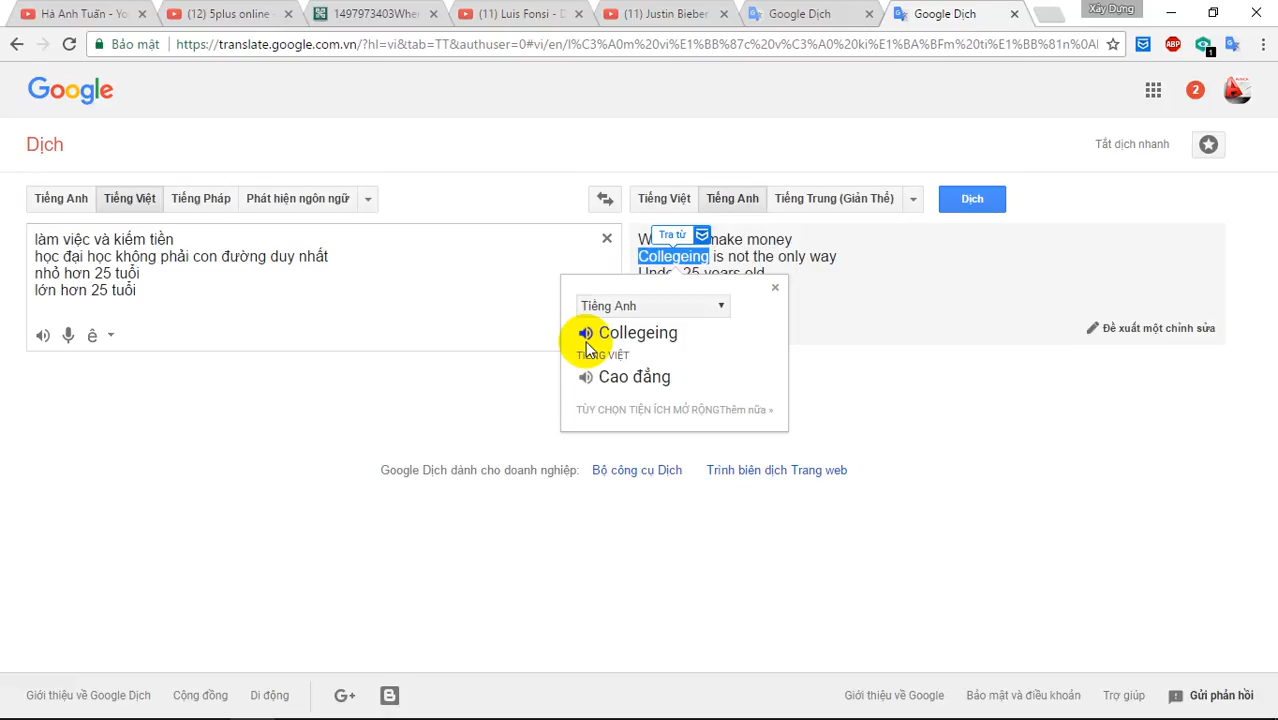 Hà Anh Tuấn - Yo
(12) 5plus online -
1497973403Wher
(11) Luis Fonsi - D
(11) Justin Bieber
Google Dịch
Google Dịch
Xây Dựng
Bảo mật
https://translate.google.com.vn/?hl=vi&tab=TT&authuser=0#vi/en/l%C3%A0m%20vi%E1%BB%87c%20v%C3%A0%20ki%E1%BA%BFm%20ti%E1%BB%81n%0A
ABP
1
Google
2
Dịch
Tắt dịch nhanh
Tiếng Anh
Tiếng Việt
Tiếng Pháp
Phát hiện ngôn ngữ
Tiếng Việt
Tiếng Anh
Tiếng Trung (Giản Thể)
Dịch
làm việc và kiếm tiền
học đại học không phải con đường duy nhất
nhỏ hơn 25 tuổi
lớn hơn 25 tuổi
ê
Tra từ
make money
Collegeing is not the only way
Under 25 years old
Đề xuất một chỉnh sửa
Tiếng Anh
Collegeing
TIẾNG VIỆT
Cao đẳng
TÙY CHỌN TIỆN ÍCH MỞ RỘNG Thêm nữa »
Google Dịch dành cho doanh nghiệp:
Bộ công cụ Dịch
Trình biên dịch Trang web
Giới thiệu về Google Dịch
Cộng đồng
Di động
G+
Giới thiệu về Google
Bảo mật và điều khoản
Trợ giúp
Gửi phản hồi